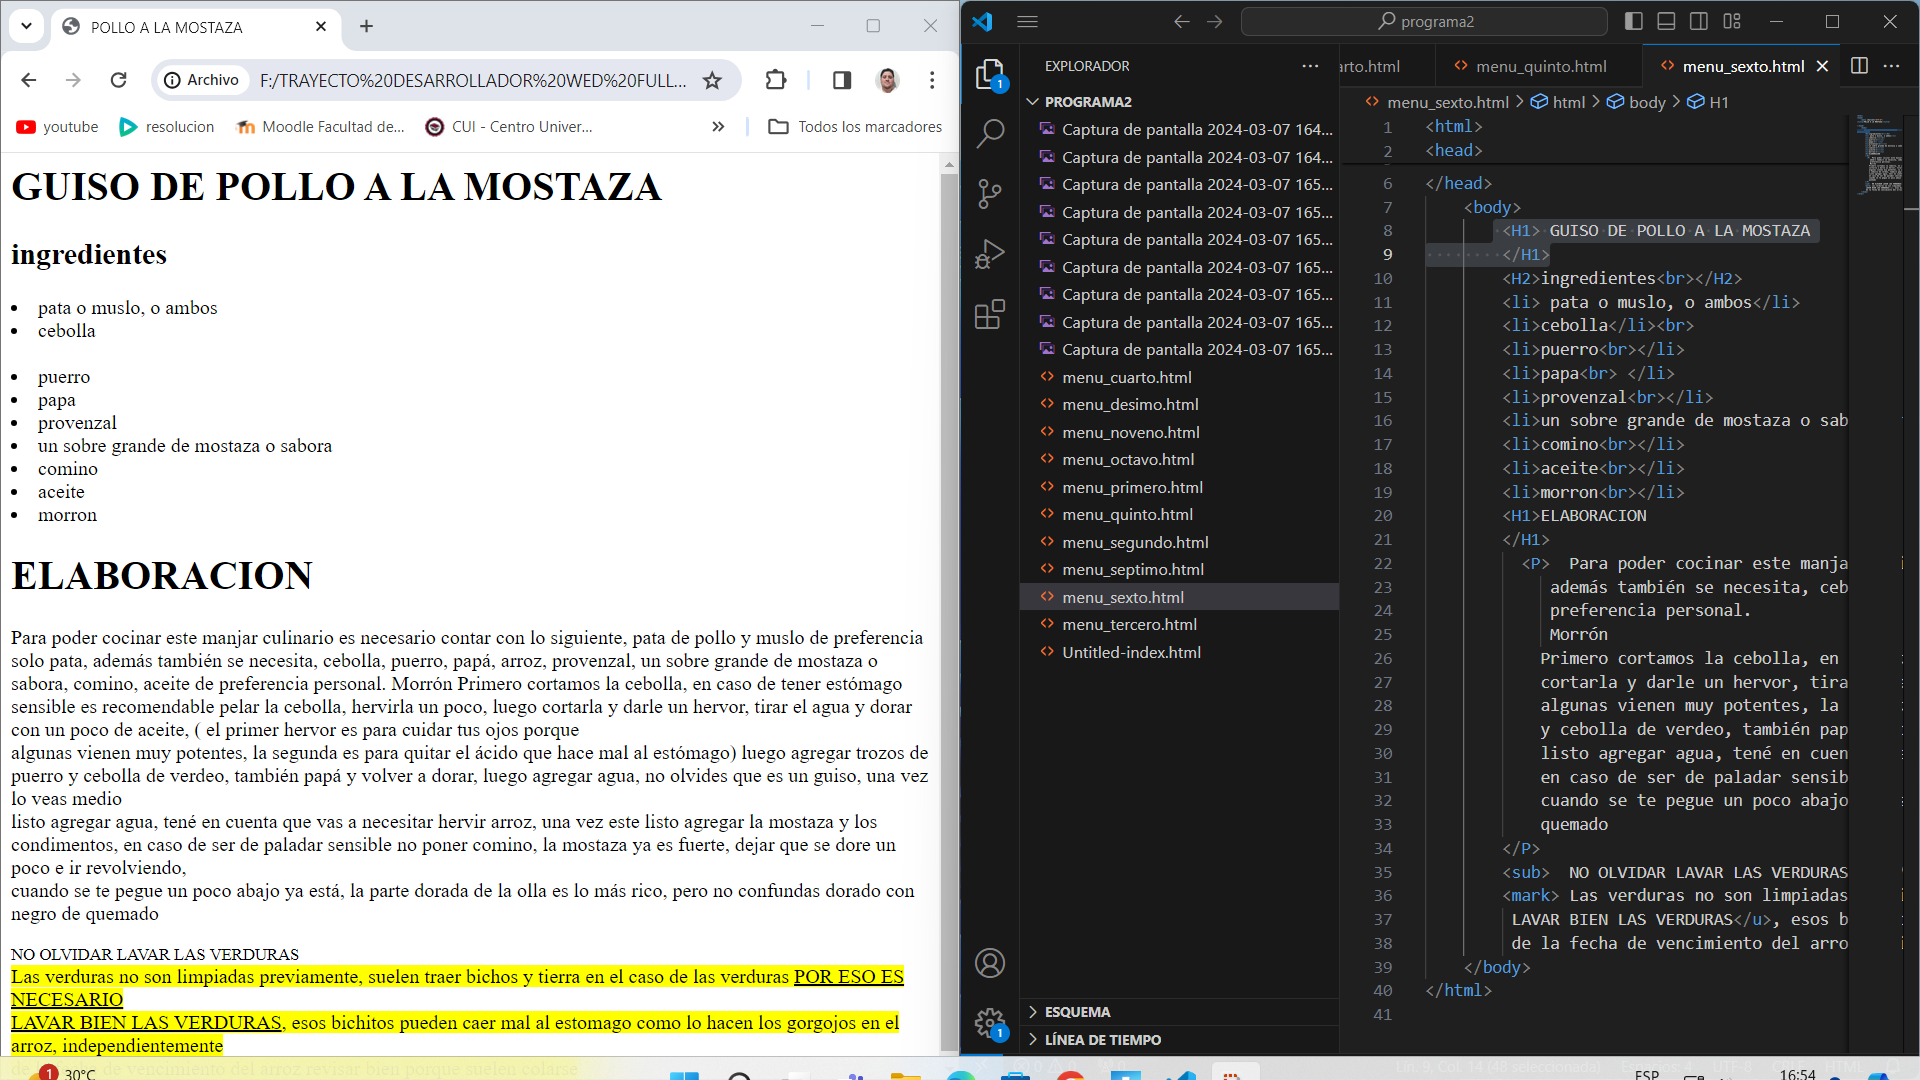 POLLO A LA MOSTAZA
Archivo
F:/TRAYECTO%20DESARROLLADOR%20WED%20FULL...
youtube
resolucion
Moodle Facultad de...
CUI - Centro Univer...
Todos los marcadores
GUISO DE POLLO A LA MOSTAZA
ingredientes
pata o muslo, o ambos
cebolla
puerro
papa
provenzal
un sobre grande de mostaza o sabora
comino
aceite
morron
ELABORACION
Para poder cocinar este manjar culinario es necesario contar con lo siguiente, pata de pollo y muslo de preferencia
solo pata, además también se necesita, cebolla, puerro, papá, arroz, provenzal, un sobre grande de mostaza o
sabora, comino, aceite de preferencia personal. Morrón Primero cortamos la cebolla, en caso de tener estómago
sensible es recomendable pelar la cebolla, hervirla un poco, luego cortarla y darle un hervor, tirar el agua y dorar
con un poco de aceite, ( el primer hervor es para cuidar tus ojos porque
algunas vienen muy potentes, la segunda es para quitar el ácido que hace mal al estómago) luego agregar trozos de
puerro y cebolla de verdeo, también papá y volver a dorar, luego agregar agua, no olvides que es un guiso, una vez
lo veas medio
listo agregar agua, tené en cuenta que vas a necesitar hervir arroz, una vez este listo agregar la mostaza y los
condimentos, en caso de ser de paladar sensible no poner comino, la mostaza ya es fuerte, dejar que se dore un
poco e ir revolviendo,
cuando se te pegue un poco abajo ya está, la parte dorada de la olla es lo más rico, pero no confundas dorado con
negro de quemado
NO OLVIDAR LAVAR LAS VERDURAS
Las verduras no son limpiadas previamente, suelen traer bichos y tierra en el caso de las verduras POR ESO ES
NECESARIO
LAVAR BIEN LAS VERDURAS, esos bichitos pueden caer mal al estomago como lo hacen los gorgojos en el
arroz, independientemente
1
30°C
programa2
EXPLORADOR
1
PROGRAMA2
Captura de pantalla 2024-03-07 164...
Captura de pantalla 2024-03-07 164...
Captura de pantalla 2024-03-07 165...
Captura de pantalla 2024-03-07 165...
Captura de pantalla 2024-03-07 165...
Captura de pantalla 2024-03-07 165...
Captura de pantalla 2024-03-07 165...
Captura de pantalla 2024-03-07 165...
Captura de pantalla 2024-03-07 165...
menu_cuarto.html
menu_desimo.html
menu_noveno.html
menu_octavo.html
menu_primero.html
menu_quinto.html
menu_segundo.html
menu_septimo.html
menu_sexto.html
menu_tercero.html
Untitled-index.html
ESQUEMA
LÍNEA DE TIEMPO
1
arto.html
menu_quinto.html
menu_sexto.html
menu_sexto.html > html > body > H1
1 <html>
2 <head>
6 </head>
7 <body>
8 <H1> GUISO DE POLLO A LA MOSTAZA
9 </H1>
10 <H2>ingredientes<br></H2>
11 <li> pata o muslo, o ambos</li>
12 <li>cebolla</li><br>
13 <li>puerro<br></li>
14 <li>papa<br> </li>
15 <li>provenzal<br></li>
16 <li>un sobre grande de mostaza o sab
17 <li>comino<br></li>
18 <li>aceite<br></li>
19 <li>morron<br></li>
20 <H1>ELABORACION
21 </H1>
22 <P> Para poder cocinar este manja
23 además también se necesita, ceb
24 preferencia personal.
25 Morrón
26 Primero cortamos la cebolla, en
27 cortarla y darle un hervor, tira
28 algunas vienen muy potentes, la
29 y cebolla de verdeo, también pap
30 listo agregar agua, tené en cuen
31 en caso de ser de paladar sensib
32 cuando se te pegue un poco abajo
33 quemado
34 </P>
35 <sub> NO OLVIDAR LAVAR LAS VERDURAS
36 <mark> Las verduras no son limpiadas
37 LAVAR BIEN LAS VERDURAS</u>, esos b
38 de la fecha de vencimiento del arro
39 </body>
40 </html>
41
ESP
16:54